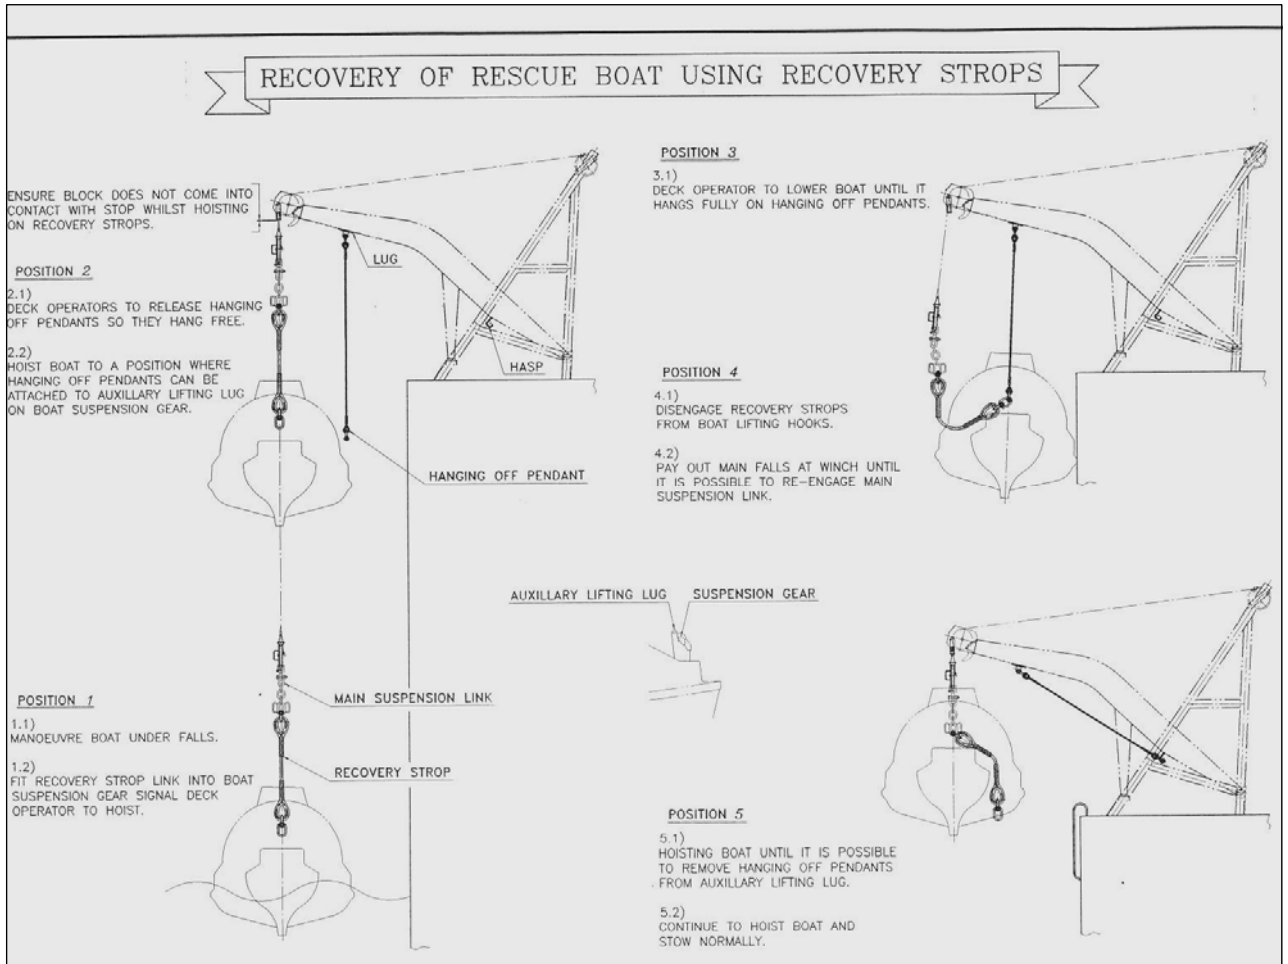 RECOVERY OF RESCUE BOAT USING RECOVERY STROPS
ENSURE BLOCK DOES NOT COME INTO
CONTACT WITH STOP WHILST HOISTING
ON RECOVERY STROPS.
POSITION 2
2.1)
DECK OPERATORS TO RELEASE HANGING
OFF PENDANTS SO THEY HANG FREE.
2.2)
HOIST BOAT TO A POSITION WHERE
HANGING OFF PENDANTS CAN BE
ATTACHED TO AUXILLARY LIFTING LUG
ON BOAT SUSPENSION GEAR.
LUG
HASP
HANGING OFF PENDANT
POSITION 1
1.1)
MANOEUVRE BOAT UNDER FALLS.
1.2)
FIT RECOVERY STROP LINK INTO BOAT
SUSPENSION GEAR SIGNAL DECK
OPERATOR TO HOIST.
MAIN SUSPENSION LINK
RECOVERY STROP
POSITION 3
3.1)
DECK OPERATOR TO LOWER BOAT UNTIL IT
HANGS FULLY ON HANGING OFF PENDANTS.
POSITION 4
4.1)
DISENGAGE RECOVERY STROPS
FROM BOAT LIFTING HOOKS.
4.2)
PAY OUT MAIN FALLS AT WINCH UNTIL
IT IS POSSIBLE TO RE-ENGAGE MAIN
SUSPENSION LINK.
AUXILLARY LIFTING LUG
SUSPENSION GEAR
POSITION 5
5.1)
HOISTING BOAT UNTIL IT IS POSSIBLE
TO REMOVE HANGING OFF PENDANTS
FROM AUXILLARY LIFTING LUG.
5.2)
CONTINUE TO HOIST BOAT AND
STOW NORMALLY.